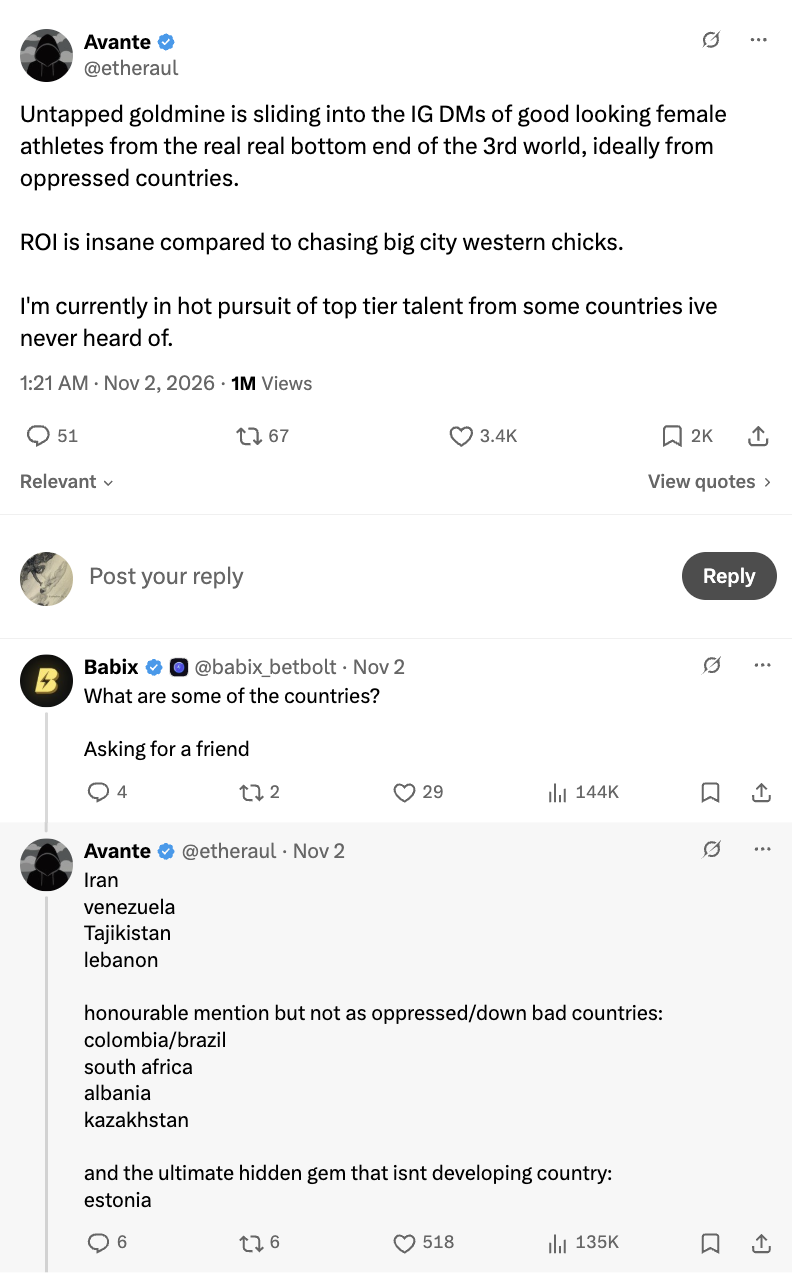 Avante
@etheraul
Untapped goldmine is sliding into the IG DMs of good looking female
athletes from the real real bottom end of the 3rd world, ideally from
oppressed countries.
ROI is insane compared to chasing big city western chicks.
I'm currently in hot pursuit of top tier talent from some countries ive
never heard of.
1:21 AM · Nov 2, 2026 · 1M Views
51 67 3.4K 2K
Relevant View quotes
Post your reply Reply
Babix @babix_betbolt · Nov 2
What are some of the countries?
Asking for a friend
4 2 29 144K
Avante @etheraul · Nov 2
Iran
venezuela
Tajikistan
lebanon
honourable mention but not as oppressed/down bad countries:
colombia/brazil
south africa
albania
kazakhstan
and the ultimate hidden gem that isnt developing country:
estonia
6 6 518 135K